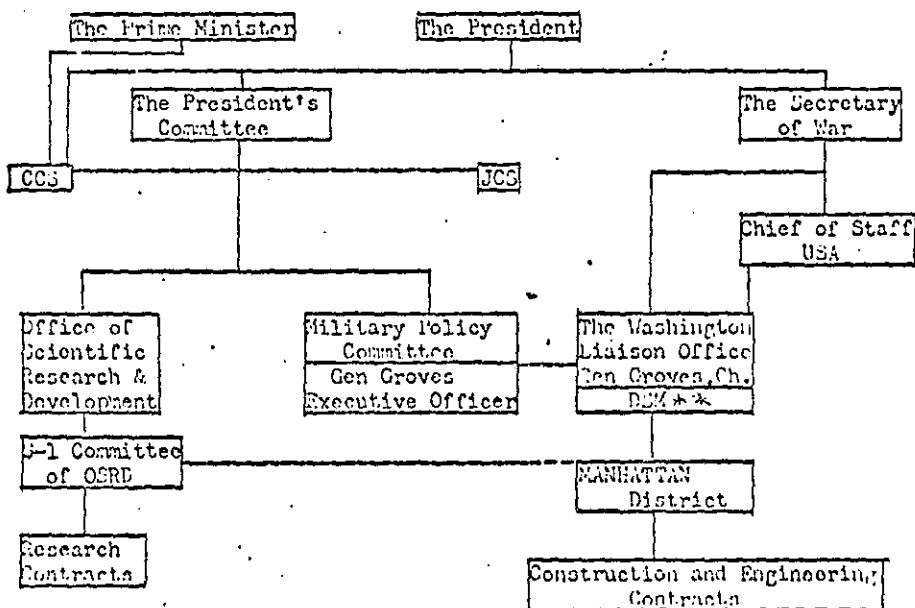 The Prime Minister
The President
The President's
Committee
The Secretary
of War
CCS
JCS
Chief of Staff
USA
Office of
Scientific
Research &
Development
Military Policy
Committee
Gen Groves
Executive Officer
The Washington
Liaison Office
Gen Groves, Ch.
DSM**
S-1 Committee
of OSRD
MANHATTAN
District
Research
Contracts
Construction and Engineering
Contracts